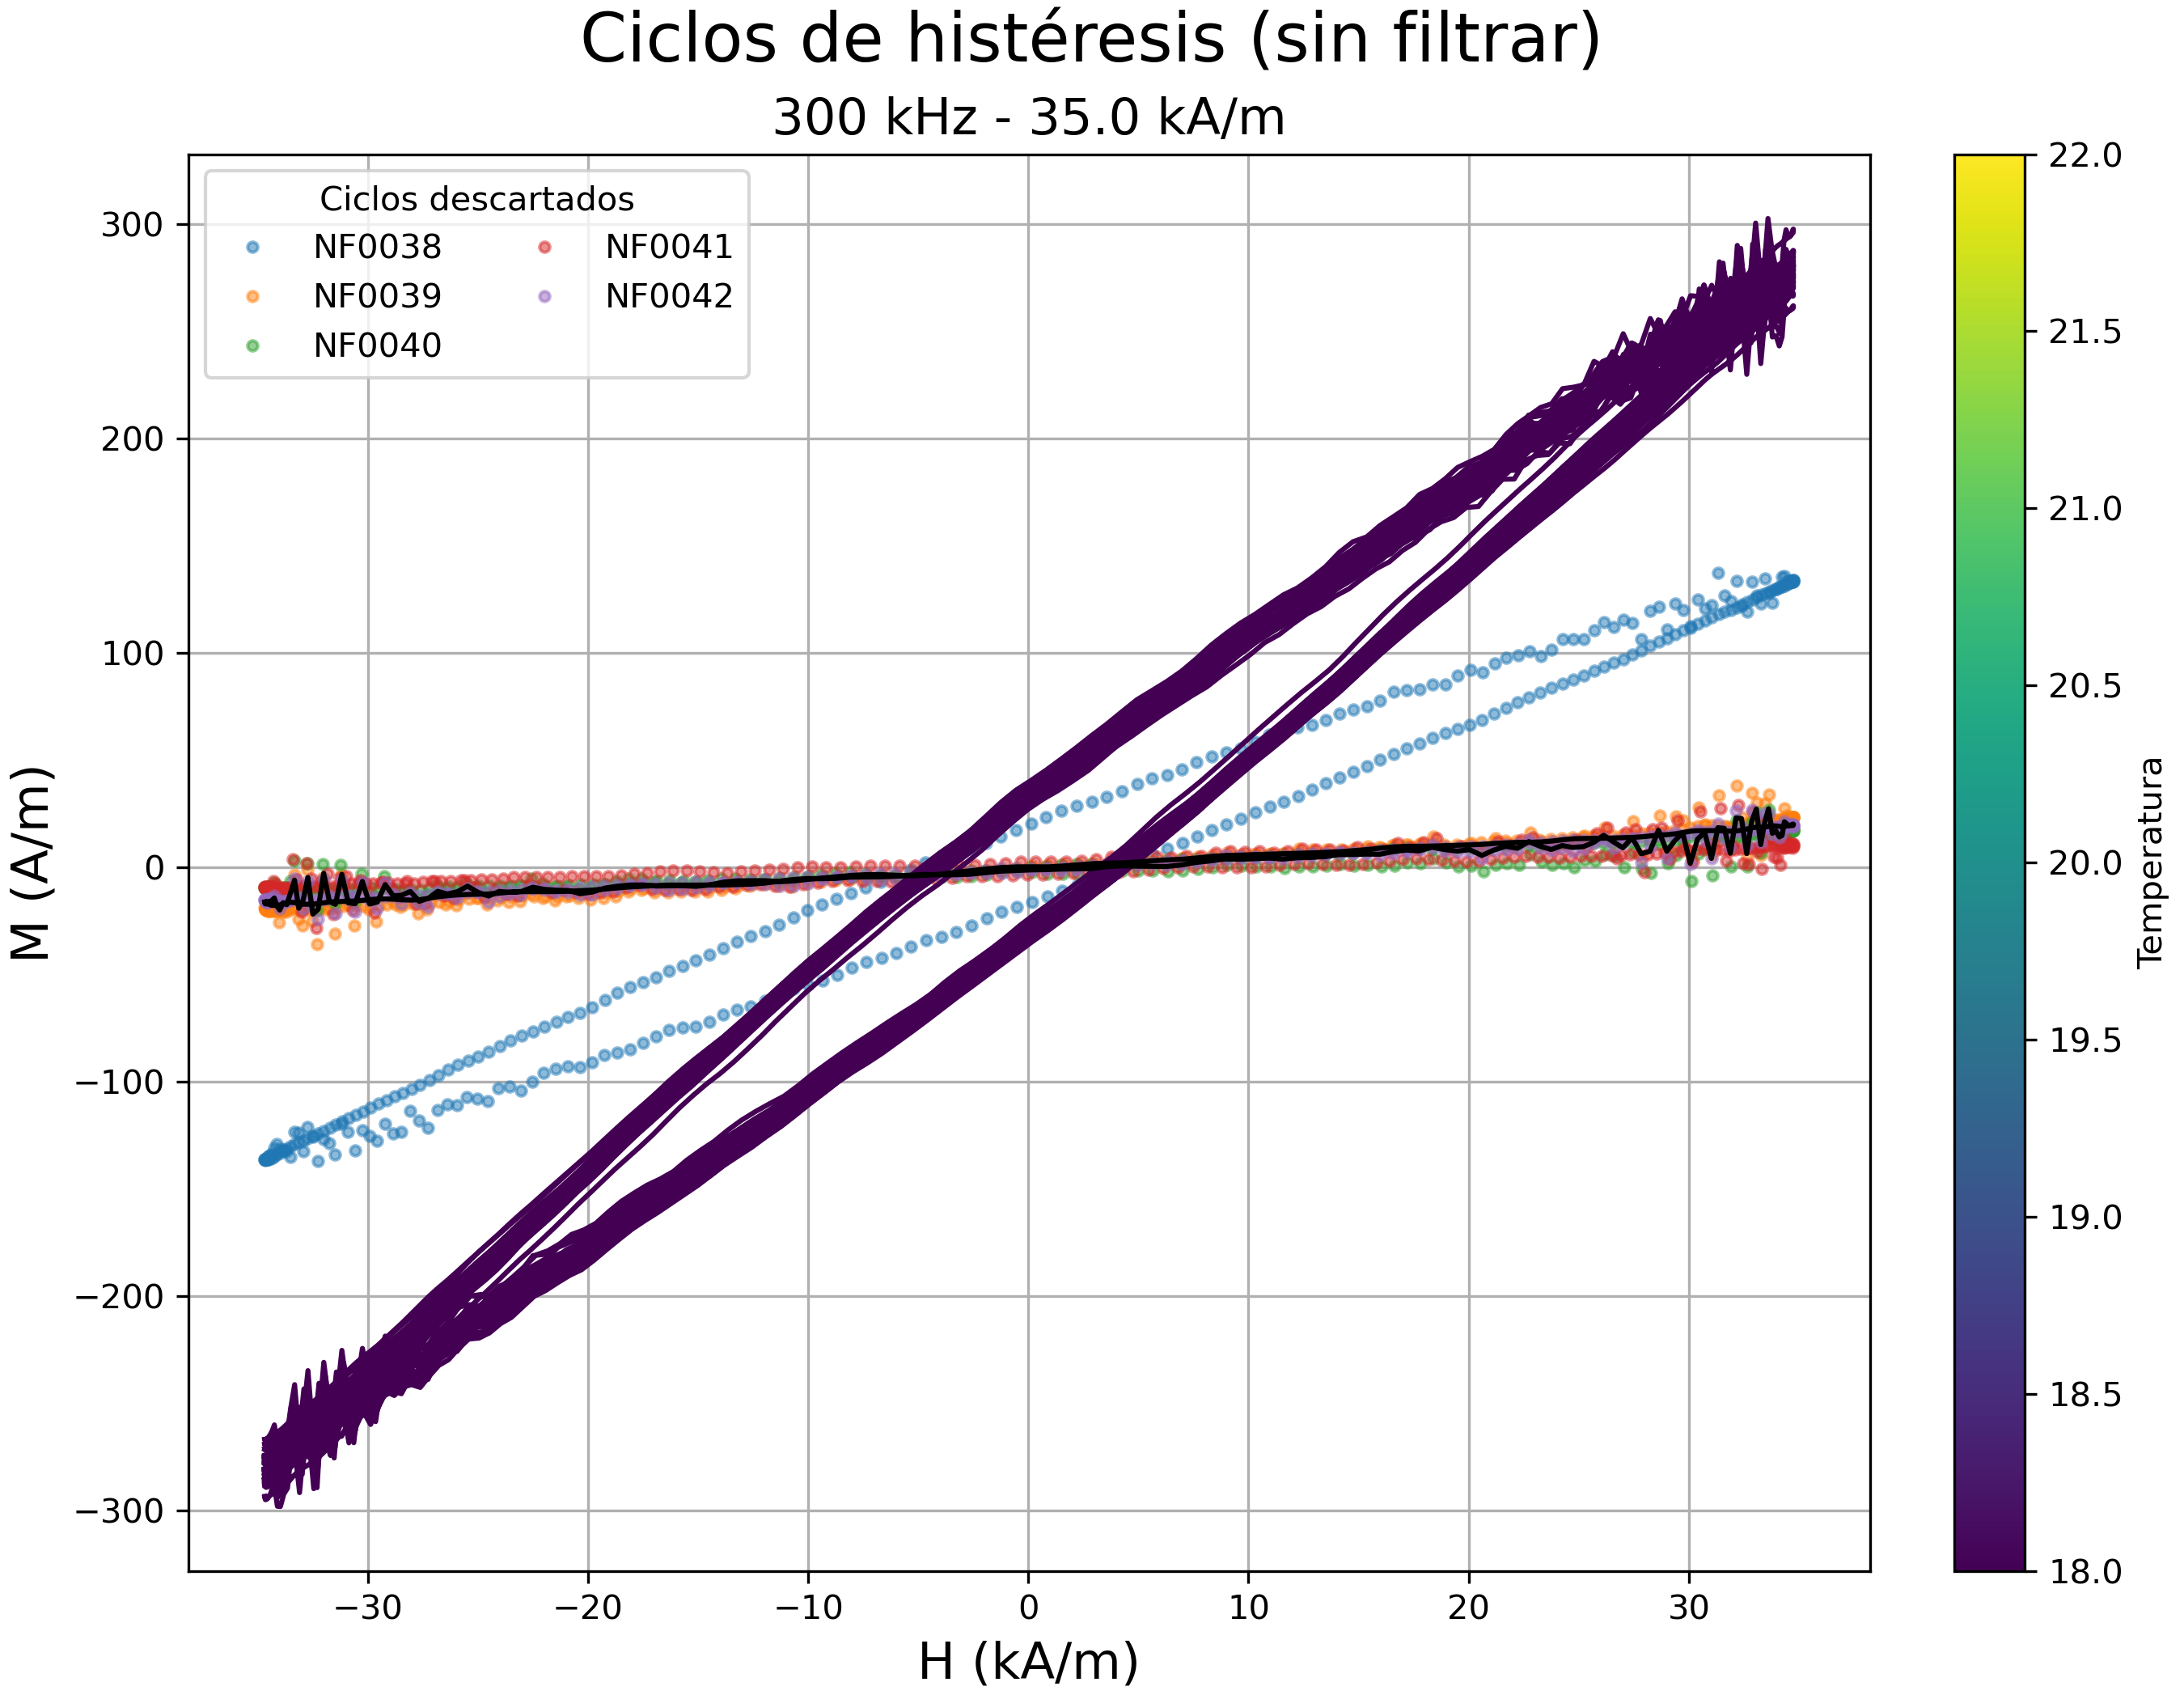 Ciclos de histéresis (sin filtrar)
300 kHz - 35.0 kA/m
Ciclos descartados
NF0038
NF0039
NF0040
NF0041
NF0042
M (A/m)
300
200
100
0
−100
−200
−300
−30
−20
−10
0
10
20
30
H (kA/m)
22.0
21.5
21.0
20.5
20.0
19.5
19.0
18.5
18.0
Temperatura